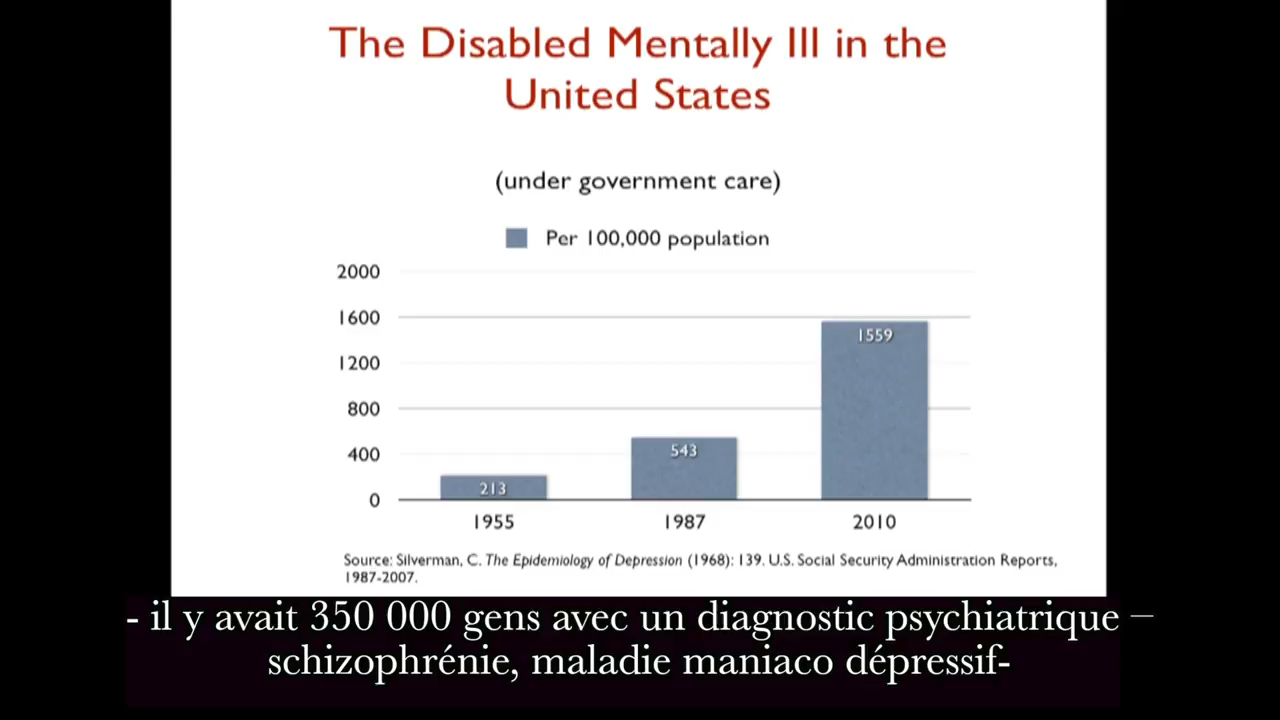 The Disabled Mentally Ill in the
United States
(under government care)
Per 100,000 population
2000
1600
1200
800
400
0
1559
543
213
1955 1987 2010
Source: Silverman, C. The Epidemiology of Depression (1968): 139. U.S. Social Security Administration Reports,
1987-2007.
- il y avait 350 000 gens avec un diagnostic psychiatrique –
schizophrénie, maladie maniaco dépressif-